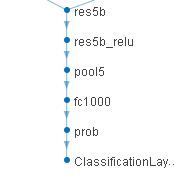 res5b
res5b_relu
pool5
fc1000
prob
ClassificationLay..